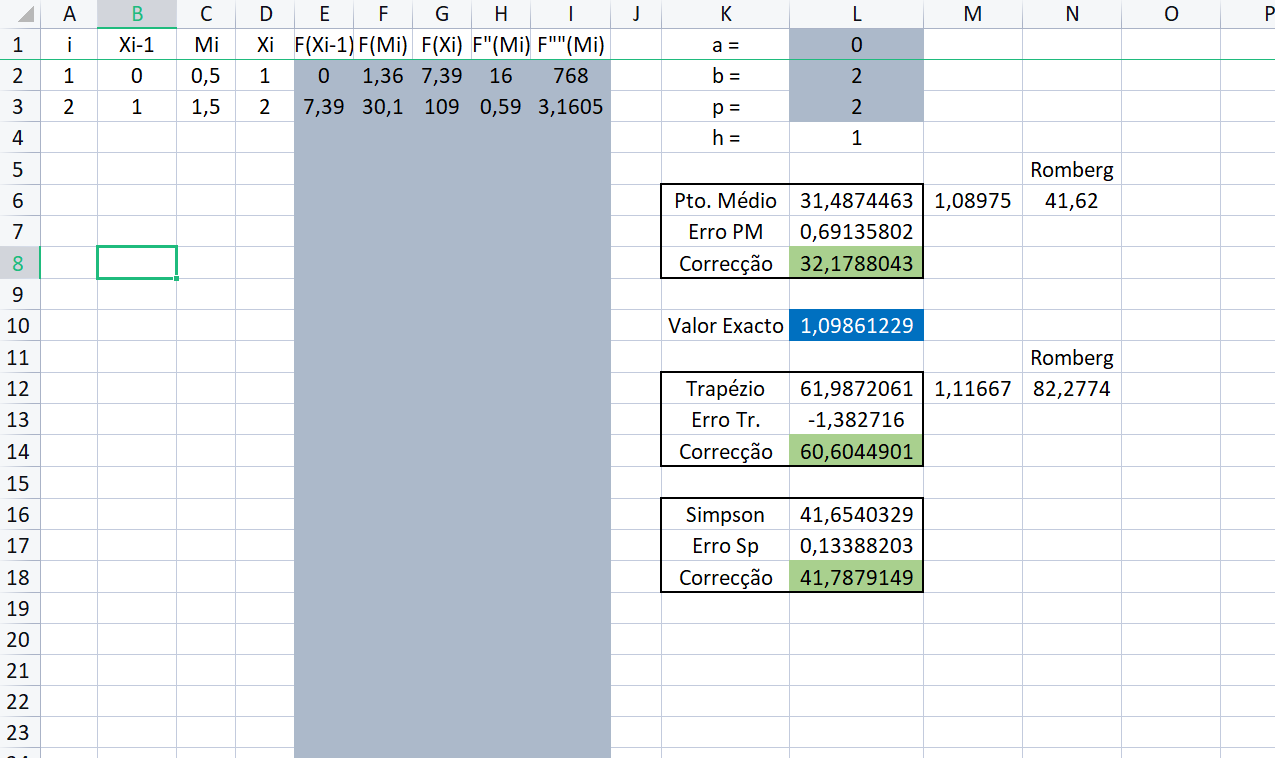 A B C D E F G H I J K L M N O P
1 i Xi-1 Mi Xi F(Xi-1) F(Mi) F(Xi) F"(Mi) F""(Mi) a = 0
2 1 0 0,5 1 0 1,36 7,39 16 768 b = 2
3 2 1 1,5 2 7,39 30,1 109 0,59 3,1605 p = 2
4 h = 1
5 Romberg
6 Pto. Médio 31,4874463 1,08975 41,62
7 Erro PM 0,69135802
8 Correcção 32,1788043
9
10 Valor Exacto 1,09861229
11 Romberg
12 Trapézio 61,9872061 1,11667 82,2774
13 Erro Tr. -1,382716
14 Correcção 60,6044901
15
16 Simpson 41,6540329
17 Erro Sp 0,13388203
18 Correcção 41,7879149
19
20
21
22
23